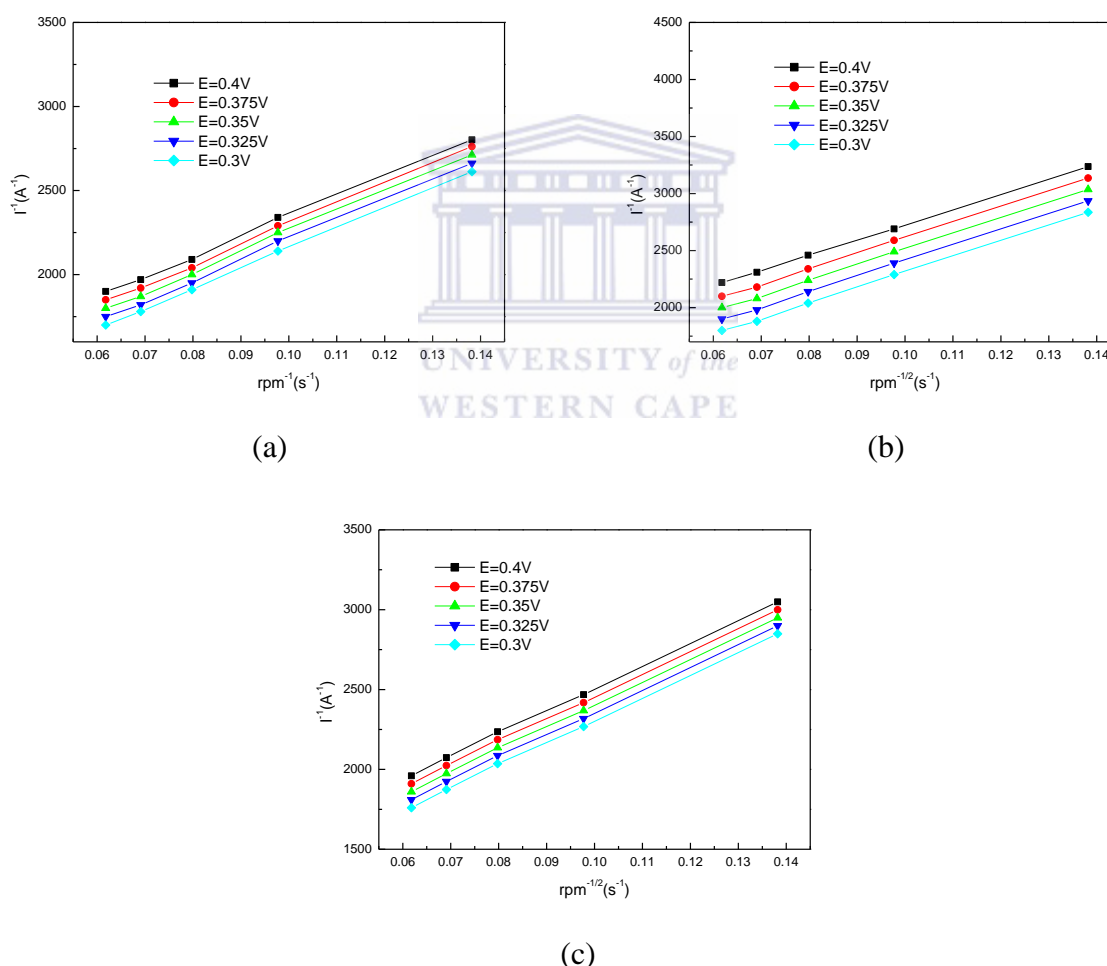 3500
3000
2500
2000
I⁻¹(A⁻¹)
E=0.4V
E=0.375V
E=0.35V
E=0.325V
E=0.3V
0.06 0.07 0.08 0.09 0.10 0.11 0.12 0.13 0.14
rpm⁻¹(s⁻¹)
(a)
4500
4000
3500
3000
2500
2000
I⁻¹(A⁻¹)
E=0.4V
E=0.375V
E=0.35V
E=0.325V
E=0.3V
0.06 0.07 0.08 0.09 0.10 0.11 0.12 0.13 0.14
rpm⁻¹/²(s⁻¹)
(b)
UNIVERSITY of the
WESTERN CAPE
3500
3000
2500
2000
1500
I⁻¹(A⁻¹)
E=0.4V
E=0.375V
E=0.35V
E=0.325V
E=0.3V
0.06 0.07 0.08 0.09 0.10 0.11 0.12 0.13 0.14
rpm⁻¹/²(s⁻¹)
(c)